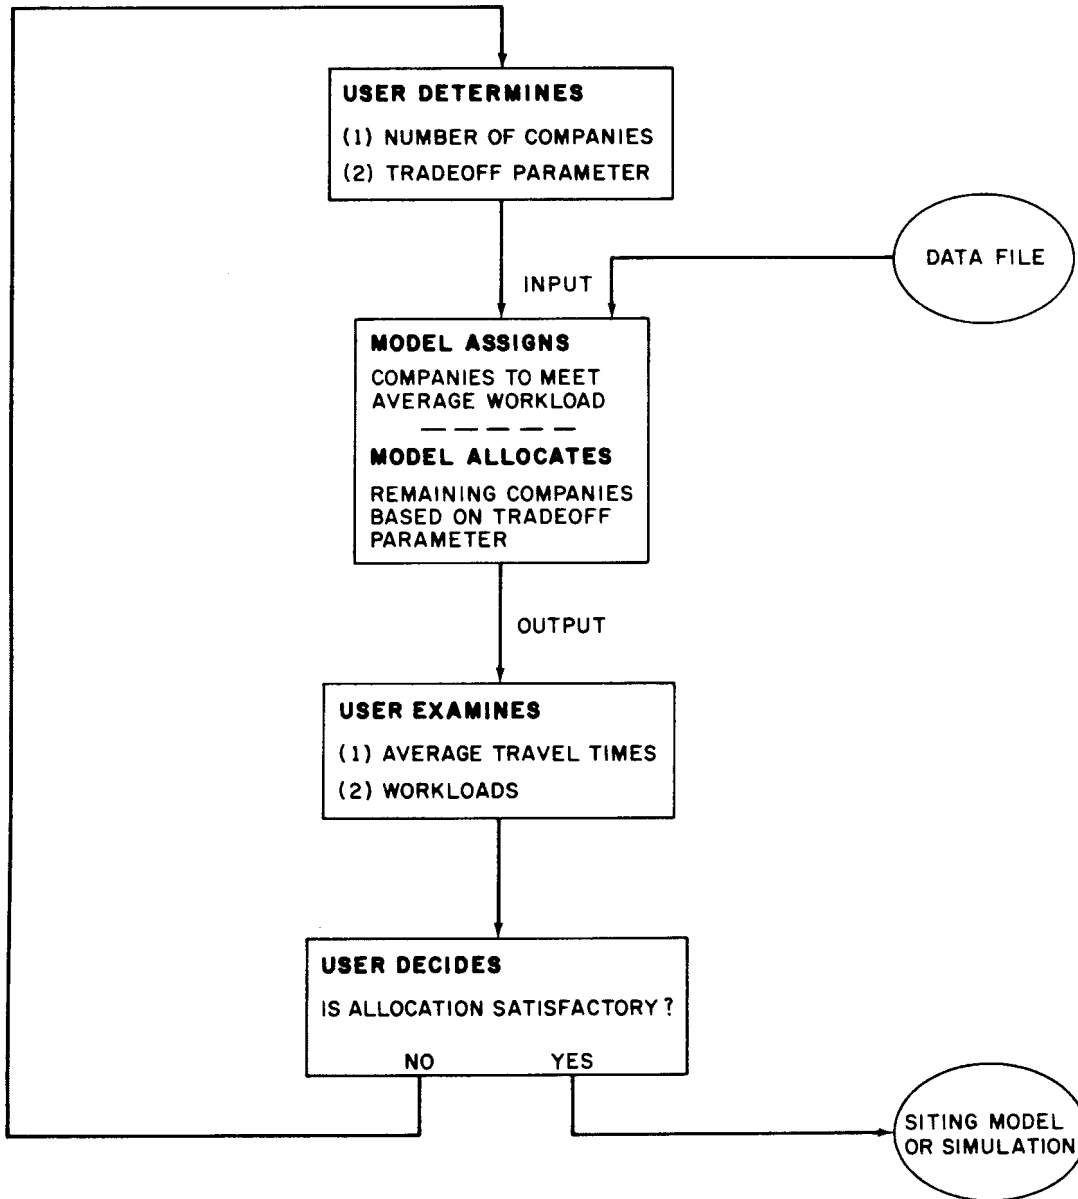 USER DETERMINES
(1) NUMBER OF COMPANIES
(2) TRADEOFF PARAMETER
DATA FILE
INPUT
MODEL ASSIGNS
COMPANIES TO MEET
AVERAGE WORKLOAD
MODEL ALLOCATES
REMAINING COMPANIES
BASED ON TRADEOFF
PARAMETER
OUTPUT
USER EXAMINES
(1) AVERAGE TRAVEL TIMES
(2) WORKLOADS
USER DECIDES
IS ALLOCATION SATISFACTORY?
NO YES
SITING MODEL
OR SIMULATION